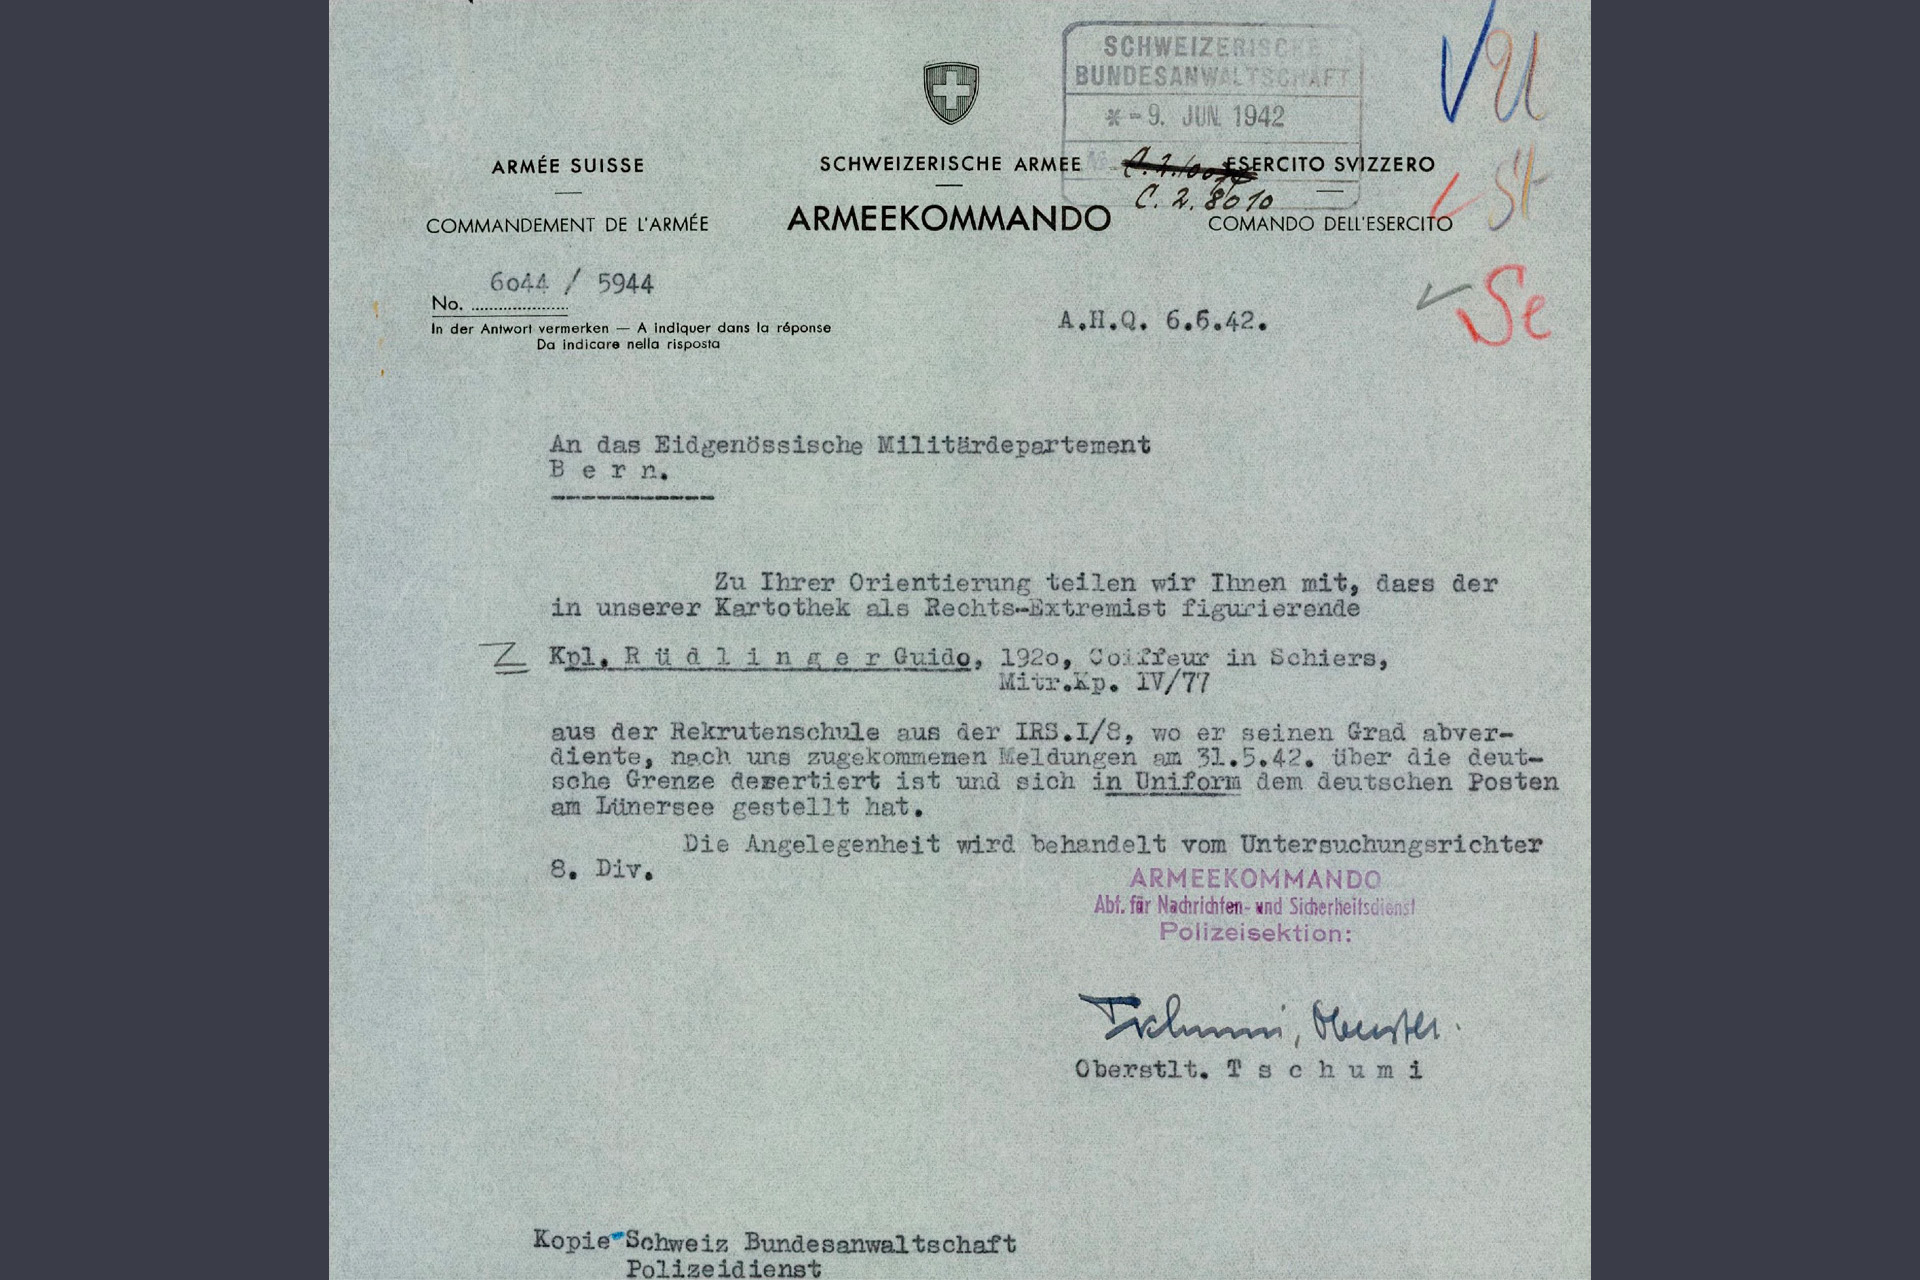 SCHWEIZERISCHE
BUNDESANWALTSCHAFT
* - 9. JUN. 1942
ARMÉE SUISSE
SCHWEIZERISCHE ARMEE
ESERCITO SVIZZERO
C. 2. 8010
COMMANDEMENT DE L'ARMÉE
ARMEEKOMMANDO
COMANDO DELL'ESERCITO
St
Se
6o44 / 5944
No.
In der Antwort vermerken — A indiquer dans la réponse
Da indicare nella risposta
A.H.Q. 6.6.42.
An das Eidgenössische Militärdepartement
B e r n.
Zu Ihrer Orientierung teilen wir Ihnen mit, dass der
in unserer Kartothek als Rechts-Extremist figurierende
Kpl. R ü d l i n g e r Guido, 192o, Coiffeur in Schiers,
Mitr.Kp. IV/77
aus der Rekrutenschule aus der IRS.I/8, wo er seinen Grad abver-
diente, nach uns zugekommenen Meldungen am 31.5.42. über die deut-
sche Grenze desertiert ist und sich in Uniform dem deutschen Posten
am Lünersee gestellt hat.
Die Angelegenheit wird behandelt vom Untersuchungsrichter
8. Div.
ARMEEKOMMANDO
Abt. für Nachrichten- und Sicherheitsdienst
Polizeisektion:
Tschumi, Oberstlt.
Oberstlt. T s c h u m i
Kopie Schweiz Bundesanwaltschaft
Polizeidienst